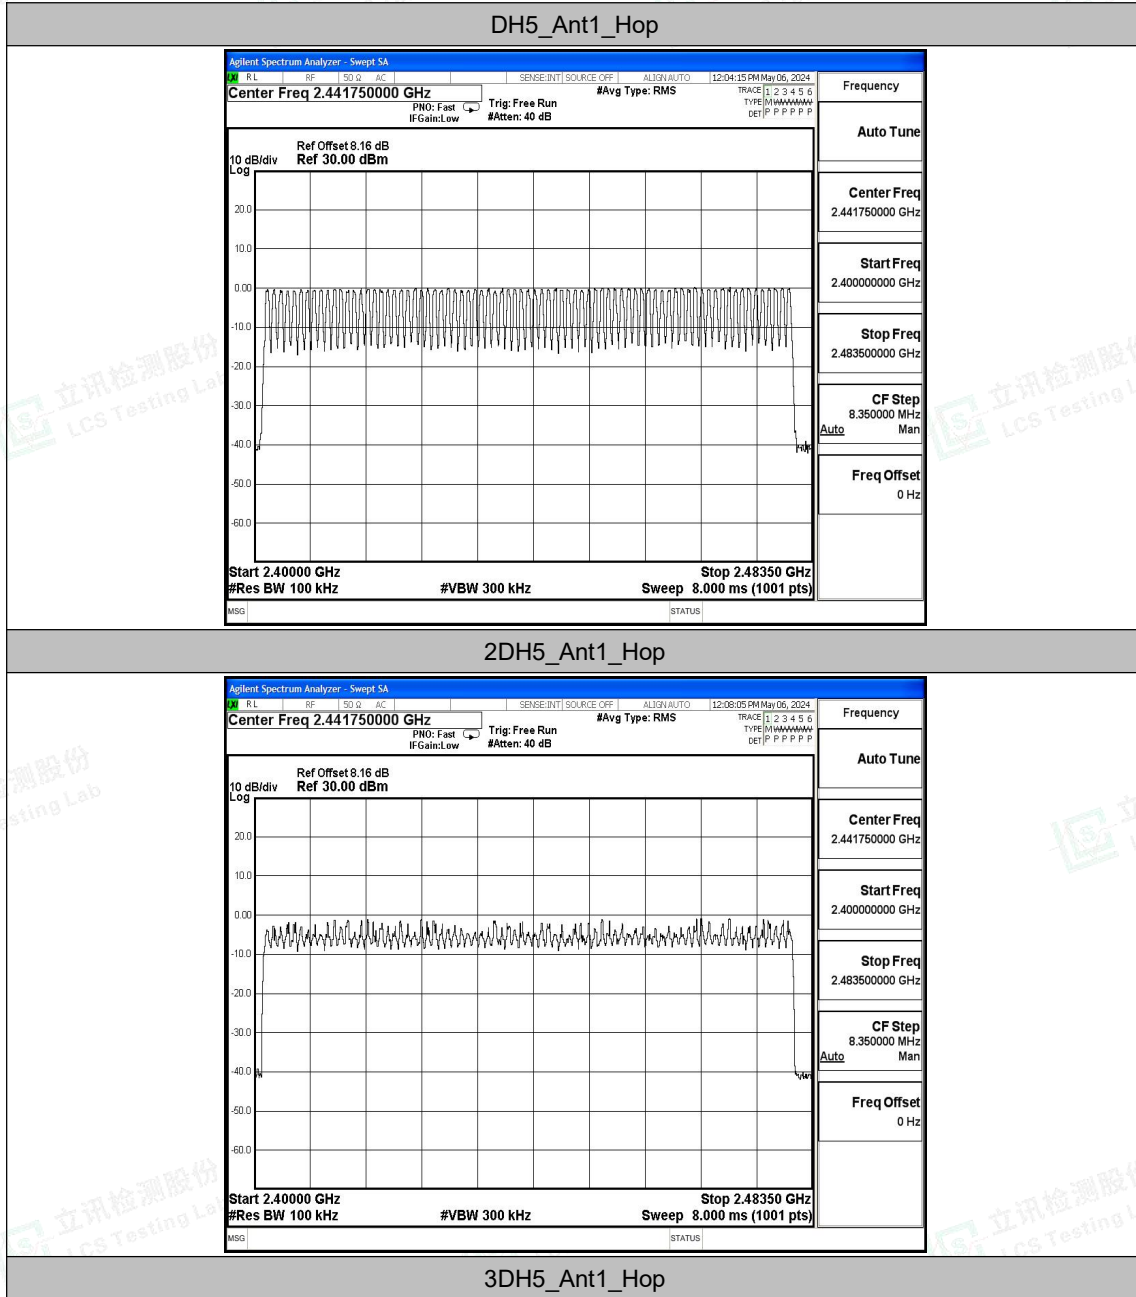 DH5_Ant1_Hop
Agilent Spectrum Analyzer - Swept SA
LXI RL RF 50 Ω AC SENSE:INT SOURCE OFF ALIGN AUTO 12:04:15 PM May 06, 2024
Center Freq 2.441750000 GHz #Avg Type: RMS TRACE 1 2 3 4 5 6
PNO: Fast Trig: Free Run TYPE M
IFGain:Low #Atten: 40 dB DET P P P P P P
Ref Offset 8.16 dB
10 dB/div Ref 30.00 dBm
Log
20.0
10.0
0.00
-10.0
-20.0
-30.0
-40.0
-50.0
-60.0
Start 2.40000 GHz Stop 2.48350 GHz
#Res BW 100 kHz #VBW 300 kHz Sweep 8.000 ms (1001 pts)
MSG STATUS
Frequency
Auto Tune
Center Freq
2.441750000 GHz
Start Freq
2.400000000 GHz
Stop Freq
2.483500000 GHz
CF Step
8.350000 MHz
Auto Man
Freq Offset
0 Hz
2DH5_Ant1_Hop
Agilent Spectrum Analyzer - Swept SA
LXI RL RF 50 Ω AC SENSE:INT SOURCE OFF ALIGN AUTO 12:08:05 PM May 06, 2024
Center Freq 2.441750000 GHz #Avg Type: RMS TRACE 1 2 3 4 5 6
PNO: Fast Trig: Free Run TYPE M
IFGain:Low #Atten: 40 dB DET P P P P P P
Ref Offset 8.16 dB
10 dB/div Ref 30.00 dBm
Log
20.0
10.0
0.00
-10.0
-20.0
-30.0
-40.0
-50.0
-60.0
Start 2.40000 GHz Stop 2.48350 GHz
#Res BW 100 kHz #VBW 300 kHz Sweep 8.000 ms (1001 pts)
MSG STATUS
Frequency
Auto Tune
Center Freq
2.441750000 GHz
Start Freq
2.400000000 GHz
Stop Freq
2.483500000 GHz
CF Step
8.350000 MHz
Auto Man
Freq Offset
0 Hz
3DH5_Ant1_Hop
立讯检测股份
LCS Testing Lab